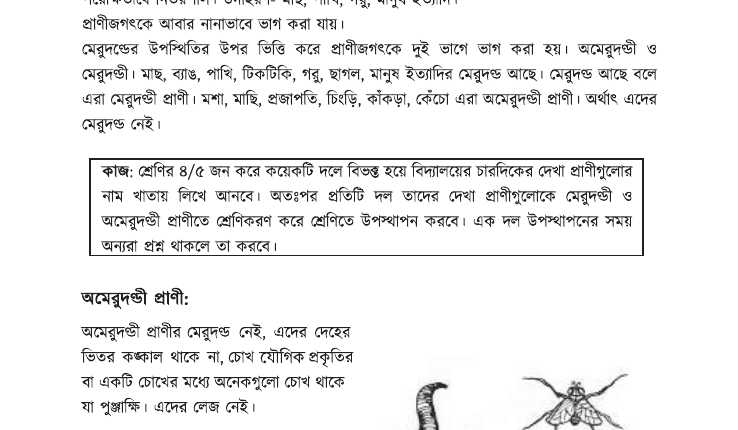 প্রাণীজগৎকে আবার নানাভাবে ভাগ করা যায়।
মেরুদন্ডের উপস্থিতির উপর ভিত্তি করে প্রাণীজগৎকে দুই ভাগে ভাগ করা হয়। অমেরুদণ্ডী ও
মেরুদণ্ডী। মাছ, ব্যাঙ, পাখি, টিকটিকি, গরু, ছাগল, মানুষ ইত্যাদির মেরুদণ্ড আছে। মেরুদণ্ড আছে বলে
এরা মেরুদণ্ডী প্রাণী। মশা, মাছি, প্রজাপতি, চিংড়ি, কাঁকড়া, কেঁচো এরা অমেরুদণ্ডী প্রাণী। অর্থাৎ এদের
মেরুদণ্ড নেই।
কাজ: শ্রেণির ৪/৫ জন করে কয়েকটি দলে বিভক্ত হয়ে বিদ্যালয়ের চারদিকের দেখা প্রাণীগুলোর
নাম খাতায় লিখে আনবে। অতঃপর প্রতিটি দল তাদের দেখা প্রাণীগুলোকে মেরুদণ্ডী ও
অমেরুদণ্ডী প্রাণীতে শ্রেণিকরণ করে শ্রেণিতে উপস্থাপন করবে। এক দল উপস্থাপনের সময়
অন্যরা প্রশ্ন থাকলে তা করবে।
অমেরুদণ্ডী প্রাণী:
অমেরুদণ্ডী প্রাণীর মেরুদণ্ড নেই, এদের দেহের
ভিতর কঙ্কাল থাকে না, চোখ যৌগিক প্রকৃতির
বা একটি চোখের মধ্যে অনেকগুলো চোখ থাকে
যা পুঞ্জাক্ষি। এদের লেজ নেই।